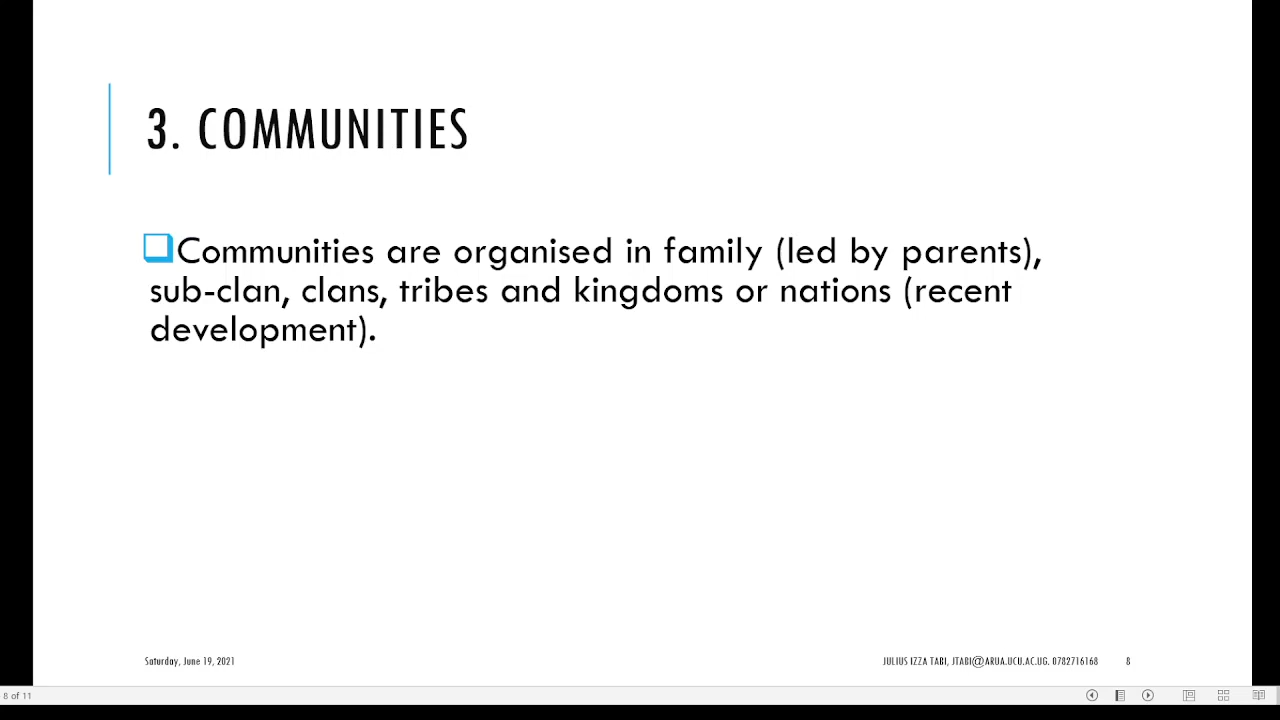 3. COMMUNITIES
Communities are organised in family (led by parents),
sub-clan, clans, tribes and kingdoms or nations (recent
development).
Saturday, June 19, 2021
JULIUS IZZA TABI, JTABI@ARUA.UCU.AC.UG. 0782716168
8
8 of 11